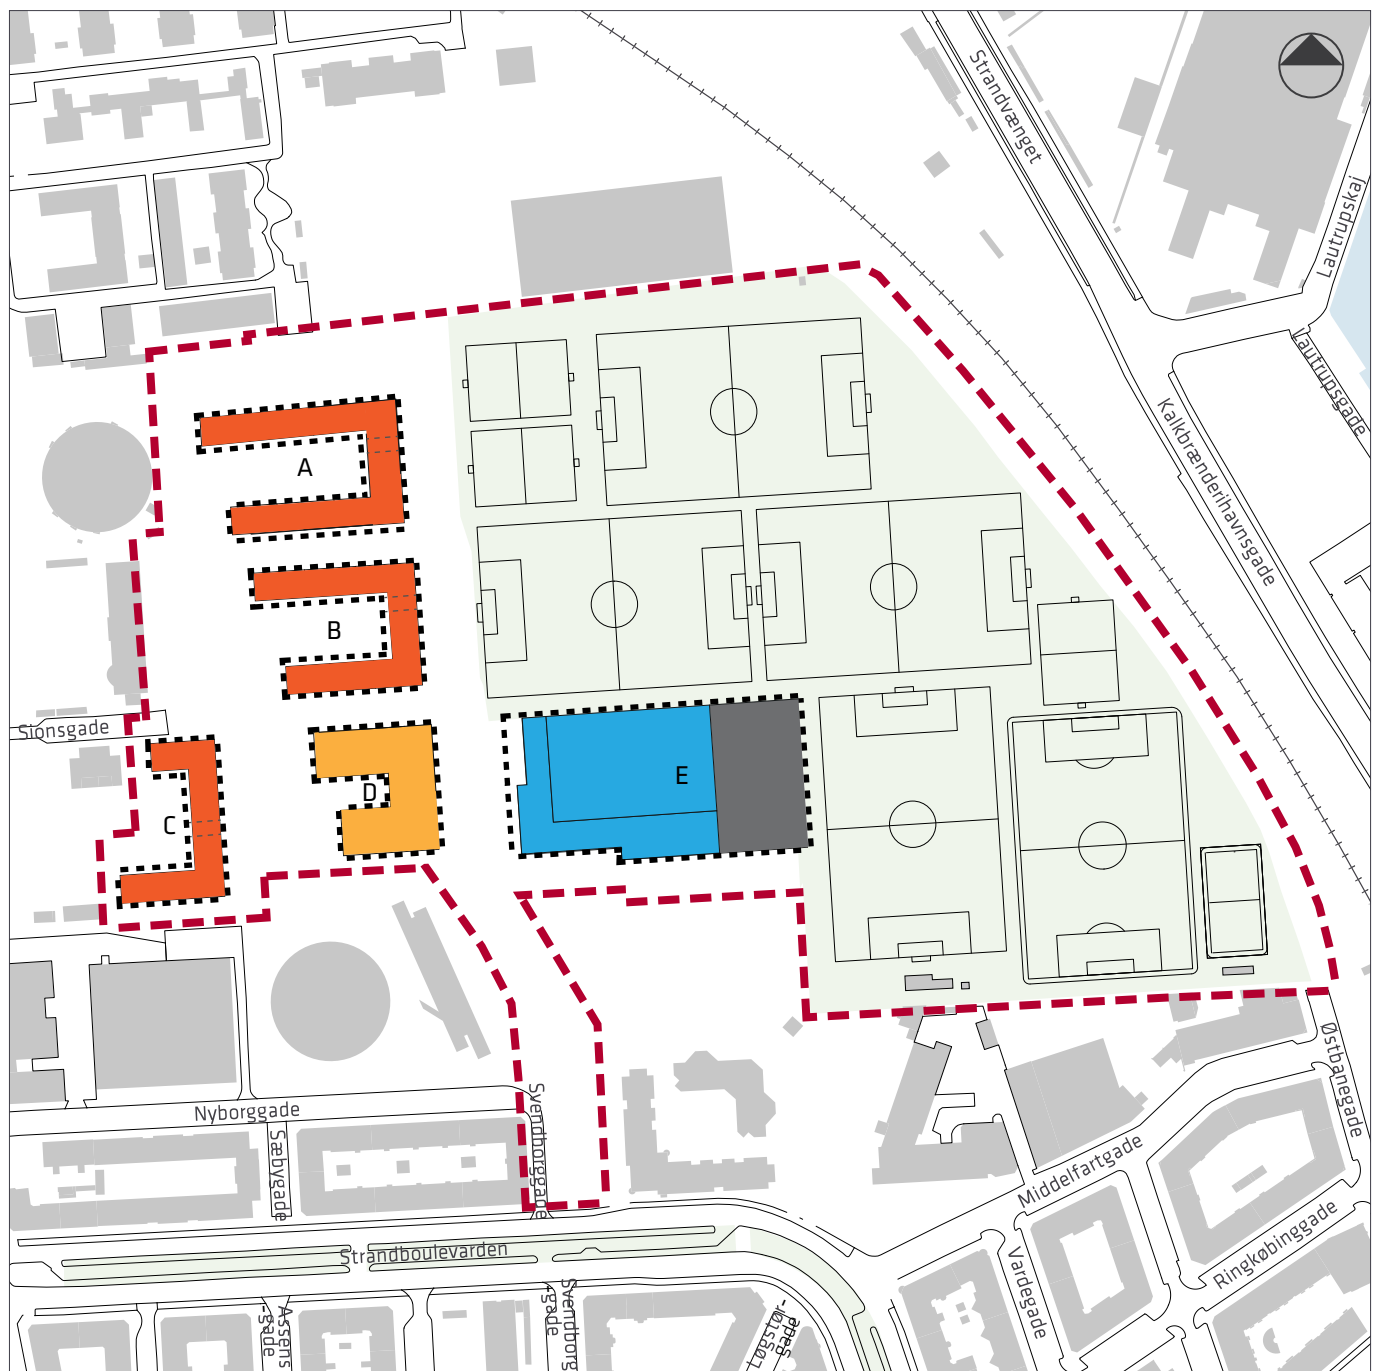 Strandvænget
Lautrupskaj
Lautrupsgade
Kalkbrænderihavnsgade
A
B
Sionsgade
C
D
E
Østbanegade
Nyborggade
Svendborggade
Sæbygade
Middelfartgade
Strandboulevarden
Ringkøbinggade
Vardegade
Assens
-gade
Svendborg
-gade
Løgstør-
gade